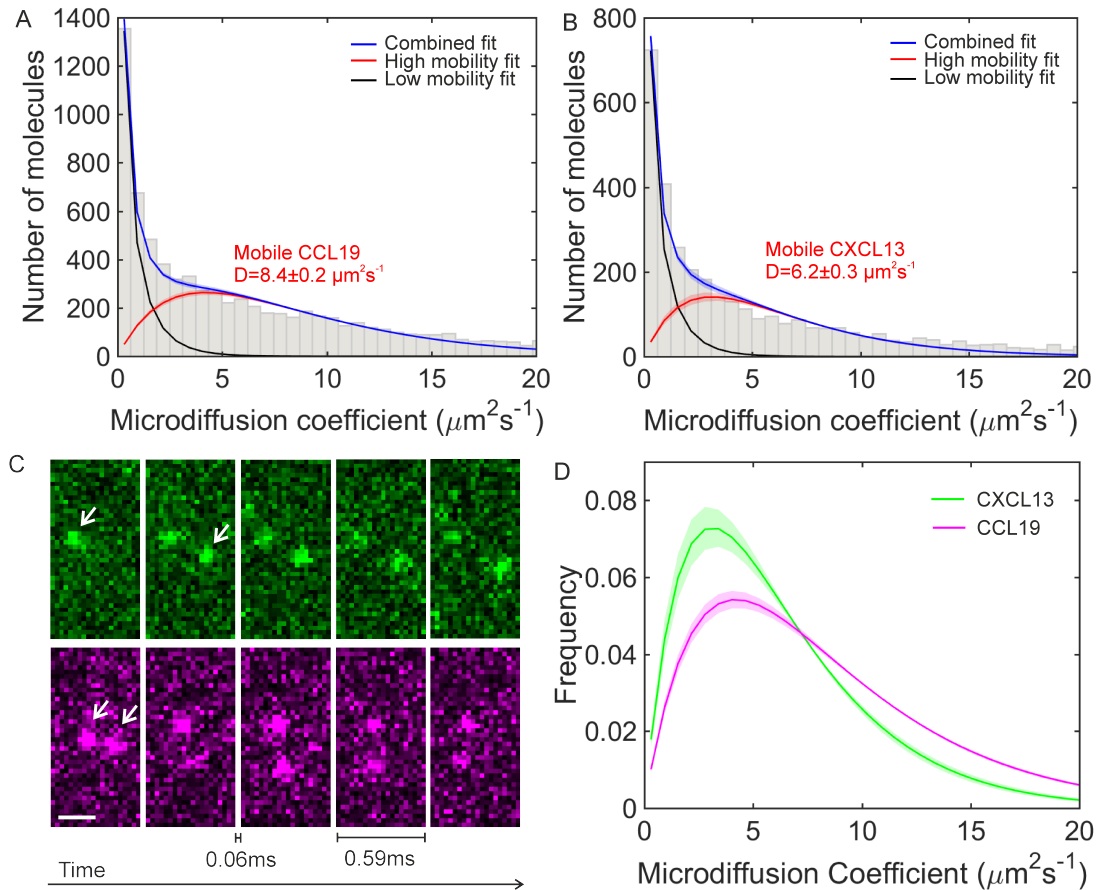 A
1400
1200
1000
800
600
400
200
0
Number of molecules
Combined fit
High mobility fit
Low mobility fit
Mobile CCL19
D=8.4±0.2 μm²s⁻¹
0 5 10 15 20
Microdiffusion coefficient (μm²s⁻¹)
B
800
600
400
200
0
Number of molecules
Combined fit
High mobility fit
Low mobility fit
Mobile CXCL13
D=6.2±0.3 μm²s⁻¹
0 5 10 15 20
Microdiffusion coefficient (μm²s⁻¹)
C
0.06ms 0.59ms
Time
D
0.08
0.06
0.04
0.02
0
Frequency
CXCL13
CCL19
0 5 10 15 20
Microdiffusion Coefficient (μm²s⁻¹)